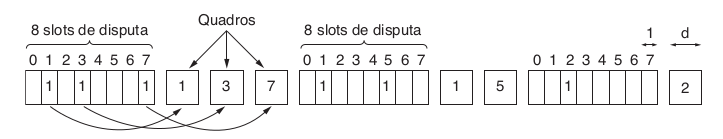 Quadros
8 slots de disputa 8 slots de disputa 1 d
0 1 2 3 4 5 6 7 0 1 2 3 4 5 6 7 0 1 2 3 4 5 6 7
1 1 1 1 3 7 1 1 1 5 1 2